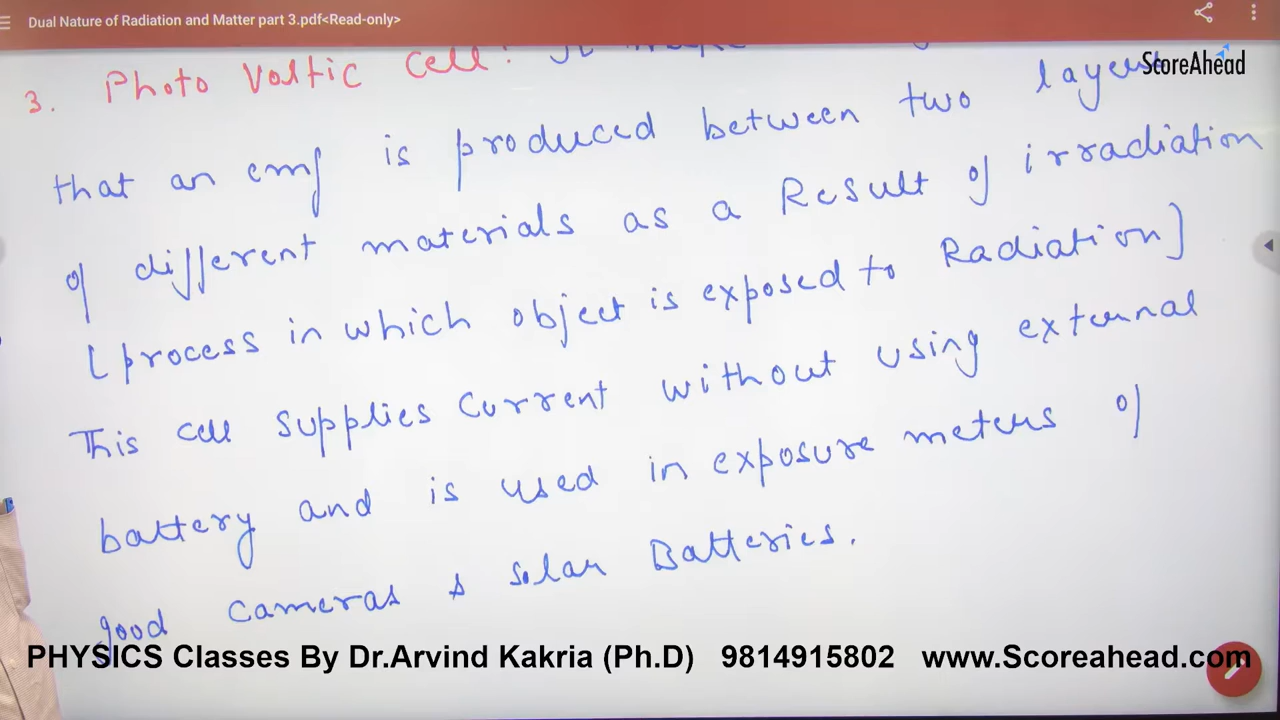 Dual Nature of Radiation and Matter part 3.pdf<Read-only>
ScoreAhead
3. Photo Voltic Cell:
that an emf is produced between two layers
of different materials as a Result of irradiation
[process in which object is exposed to Radiation]
This cell supplies Current without using external
battery and is used in exposure meters of
good cameras & solar Batteries.
PHYSICS Classes By Dr.Arvind Kakria (Ph.D) 9814915802 www.Scoreahead.com